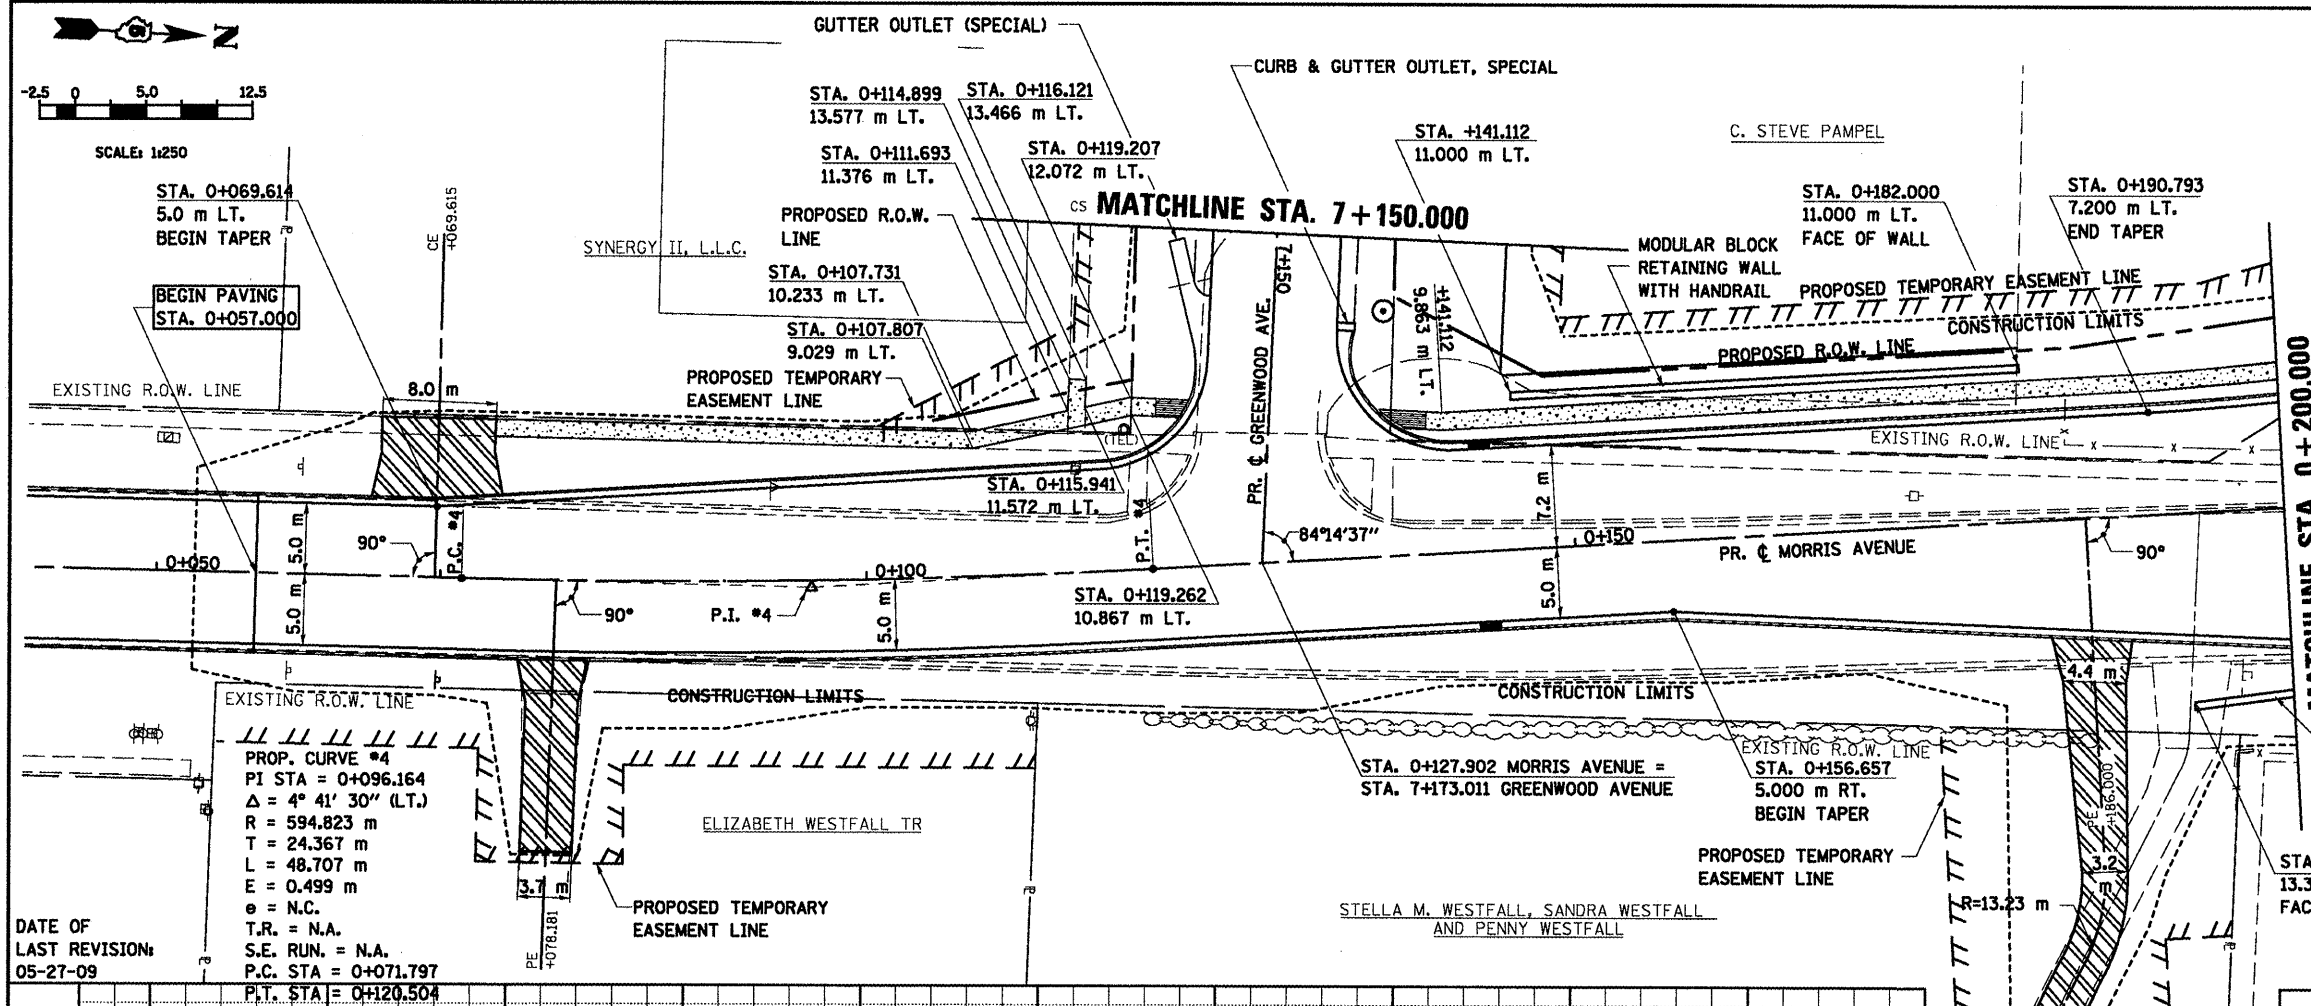 GUTTER OUTLET (SPECIAL)
CURB & GUTTER OUTLET, SPECIAL
N
-2.5 0 5.0 12.5
SCALE: 1:250
STA. 0+069.614
5.0 m LT.
BEGIN TAPER
BEGIN PAVING
STA. 0+057.000
EXISTING R.O.W. LINE
8.0 m
CE
+069.615
SYNERGY II, L.L.C.
STA. 0+114.899
13.577 m LT.
STA. 0+116.121
13.466 m LT.
STA. 0+111.693
11.376 m LT.
STA. 0+119.207
12.072 m LT.
PROPOSED R.O.W.
LINE
STA. 0+107.731
10.233 m LT.
STA. 0+107.807
9.029 m LT.
PROPOSED TEMPORARY
EASEMENT LINE
CS
MATCHLINE STA. 7+150.000
7+150
STA. +141.112
11.000 m LT.
C. STEVE PAMPEL
STA. 0+182.000
11.000 m LT.
FACE OF WALL
STA. 0+190.793
7.200 m LT.
END TAPER
MODULAR BLOCK
RETAINING WALL
WITH HANDRAIL
PROPOSED TEMPORARY EASEMENT LINE
CONSTRUCTION LIMITS
PROPOSED R.O.W. LINE
+141.112
9.863 m LT.
EXISTING R.O.W. LINE
MATCHLINE STA. 0+200.000
(TEL)
STA. 0+115.941
11.572 m LT.
P.C. #4
P.T. #4
PR. ℄ GREENWOOD AVE.
84°14'37"
7.2 m
0+150
PR. ℄ MORRIS AVENUE
90°
0+050
5.0 m
5.0 m
90°
90°
P.I. #4
0+100
5.0 m
STA. 0+119.262
10.867 m LT.
5.0 m
EXISTING R.O.W. LINE
CONSTRUCTION LIMITS
CONSTRUCTION LIMITS
4.4 m
PROP. CURVE #4
PI STA = 0+096.164
Δ = 4° 41' 30" (LT.)
R = 594.823 m
T = 24.367 m
L = 48.707 m
E = 0.499 m
e = N.C.
T.R. = N.A.
S.E. RUN. = N.A.
P.C. STA = 0+071.797
P.T. STA = 0+120.504
DATE OF
LAST REVISION:
05-27-09
3.7 m
PE
+078.181
PROPOSED TEMPORARY
EASEMENT LINE
ELIZABETH WESTFALL TR
STA. 0+127.902 MORRIS AVENUE =
STA. 7+173.011 GREENWOOD AVENUE
EXISTING R.O.W. LINE
STA. 0+156.657
5.000 m RT.
BEGIN TAPER
PROPOSED TEMPORARY
EASEMENT LINE
STELLA M. WESTFALL, SANDRA WESTFALL
AND PENNY WESTFALL
PE
+186.000
3.2
m
R=13.23 m
STA
13.3
FAC